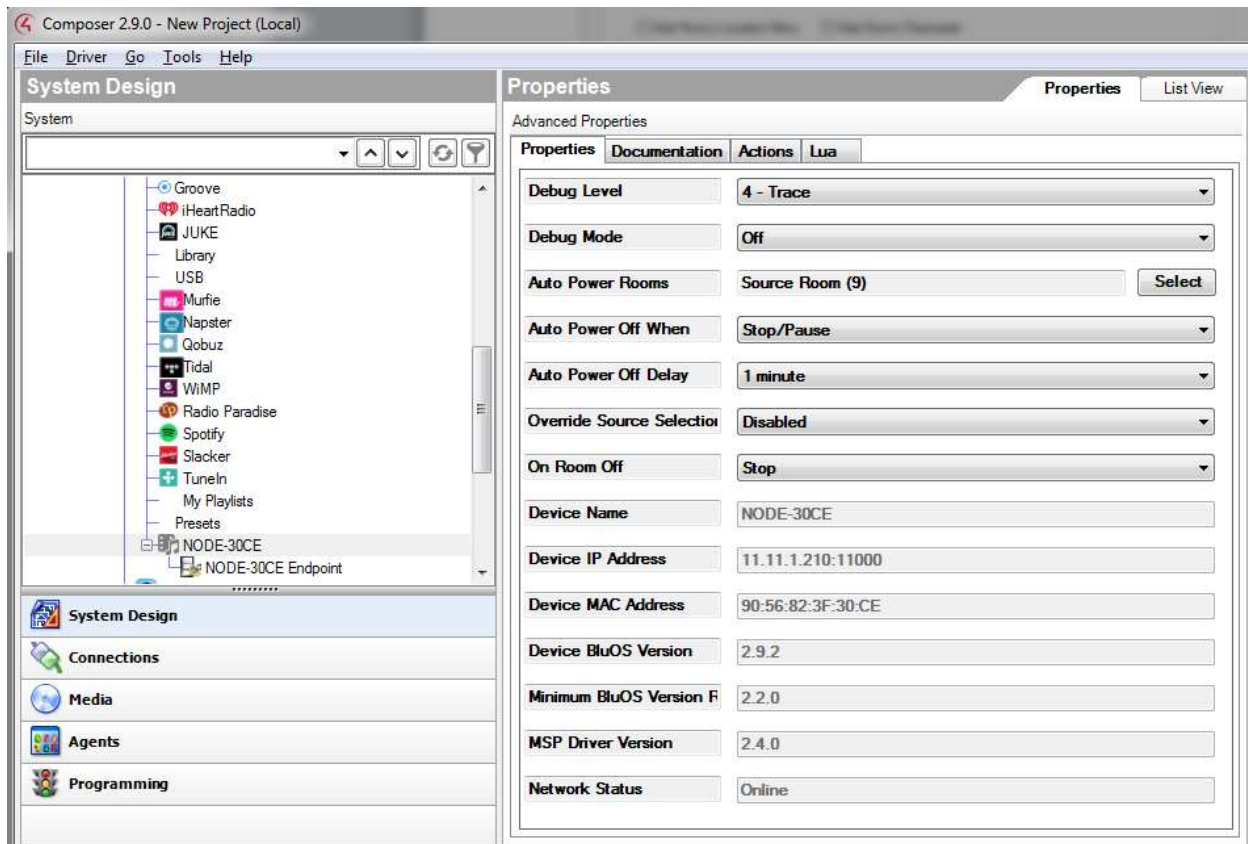 Composer 2.9.0 - New Project (Local)
File Driver Go Tools Help
System Design
System
Groove
iHeartRadio
JUKE
Library
USB
Murfie
Napster
Qobuz
Tidal
WiMP
Radio Paradise
Spotify
Slacker
TuneIn
My Playlists
Presets
NODE-30CE
NODE-30CE Endpoint
System Design
Connections
Media
Agents
Programming
Properties
Properties List View
Advanced Properties
Properties Documentation Actions Lua
Debug Level 4 - Trace
Debug Mode Off
Auto Power Rooms Source Room (9) Select
Auto Power Off When Stop/Pause
Auto Power Off Delay 1 minute
Override Source Selection Disabled
On Room Off Stop
Device Name NODE-30CE
Device IP Address 11.11.1.210:11000
Device MAC Address 90:56:82:3F:30:CE
Device BluOS Version 2.9.2
Minimum BluOS Version R 2.2.0
MSP Driver Version 2.4.0
Network Status Online